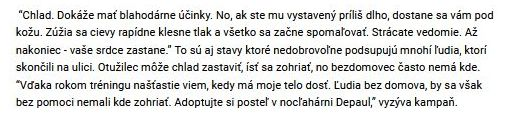 “Chlad. Dokáže mať blahodárne účinky. No, ak ste mu vystavený príliš dlho, dostane sa vám pod
kožu. Zúžia sa cievy rapídne klesne tlak a všetko sa začne spomaľovať. Strácate vedomie. Až
nakoniec - vaše srdce zastane.” To sú aj stavy ktoré nedobrovoľne podsupujú mnohí ľudia, ktorí
skončili na ulici. Otužilec môže chlad zastaviť, ísť sa zohriať, no bezdomovec často nemá kde.
“Vďaka rokom tréningu našťastie viem, kedy má moje telo dosť. Ľudia bez domova, by sa však
bez pomoci nemali kde zohriať. Adoptujte si posteľ v nocľahárni Depaul,” vyzýva kampaň.